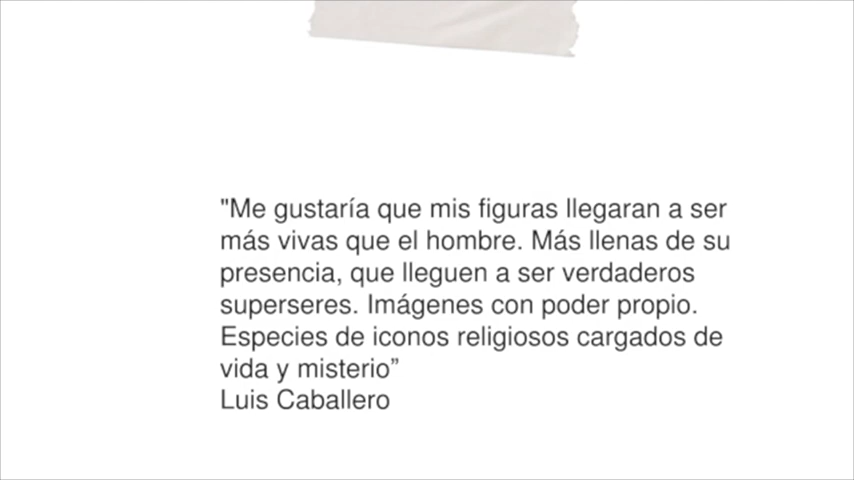 "Me gustaría que mis figuras llegaran a ser
más vivas que el hombre. Más llenas de su
presencia, que lleguen a ser verdaderos
superseres. Imágenes con poder propio.
Especies de iconos religiosos cargados de
vida y misterio”
Luis Caballero